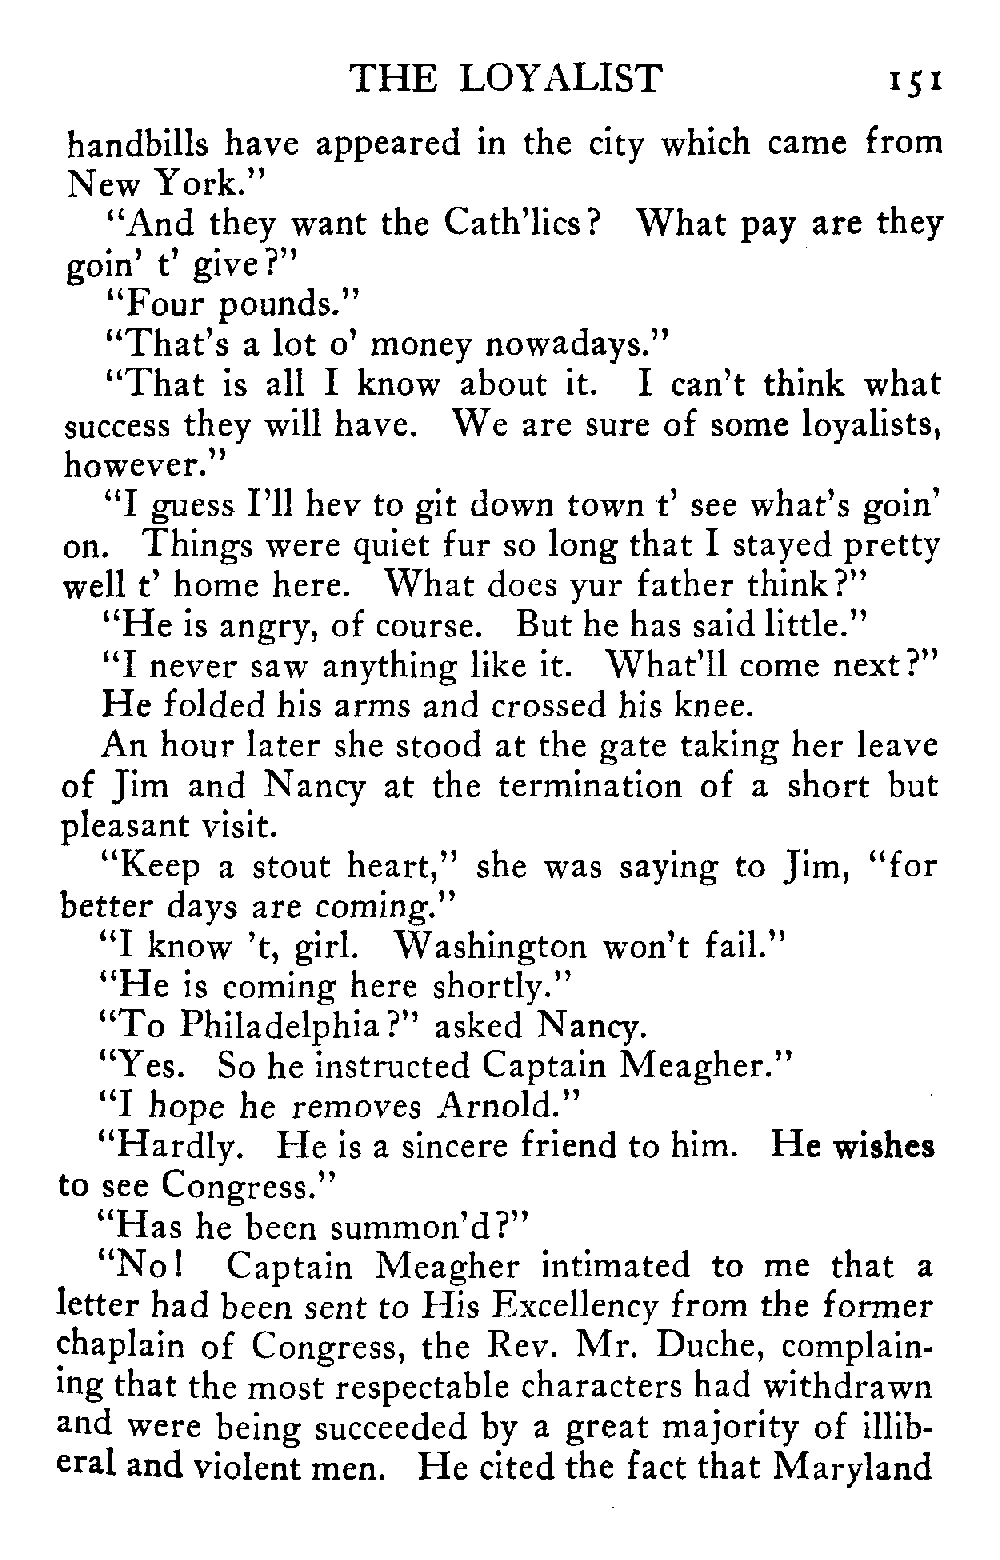 THE LOYALIST 151
handbills have appeared in the city which came from
New York."
"And they want the Cath'lics? What pay are they
goin' t' give?"
"Four pounds."
"That's a lot o' money nowadays."
"That is all I know about it. I can't think what
success they will have. We are sure of some loyalists,
however."
"I guess I'll hev to git down town t' see what's goin'
on. Things were quiet fur so long that I stayed pretty
well t' home here. What does yur father think?"
"He is angry, of course. But he has said little."
"I never saw anything like it. What'll come next?"
He folded his arms and crossed his knee.
An hour later she stood at the gate taking her leave
of Jim and Nancy at the termination of a short but
pleasant visit.
"Keep a stout heart," she was saying to Jim, "for
better days are coming."
"I know 't, girl. Washington won't fail."
"He is coming here shortly."
"To Philadelphia?" asked Nancy.
"Yes. So he instructed Captain Meagher."
"I hope he removes Arnold."
"Hardly. He is a sincere friend to him. He wishes
to see Congress."
"Has he been summon'd?"
"No! Captain Meagher intimated to me that a
letter had been sent to His Excellency from the former
chaplain of Congress, the Rev. Mr. Duche, complain-
ing that the most respectable characters had withdrawn
and were being succeeded by a great majority of illib-
eral and violent men. He cited the fact that Maryland